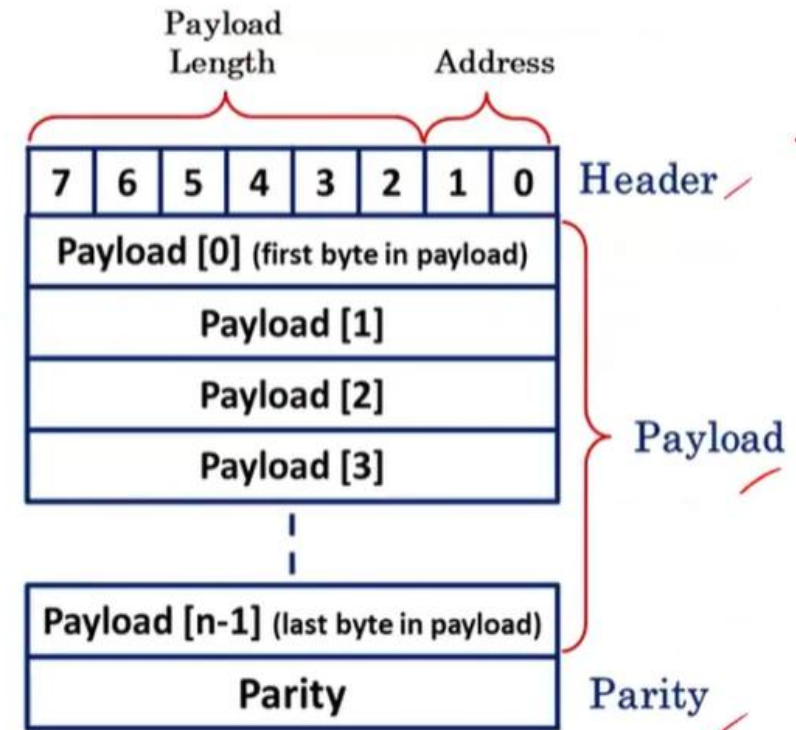 Payload
Length
Address
7 6 5 4 3 2 1 0
Header
Payload [0] (first byte in payload)
Payload [1]
Payload [2]
Payload [3]
Payload
Payload [n-1] (last byte in payload)
Parity
Parity